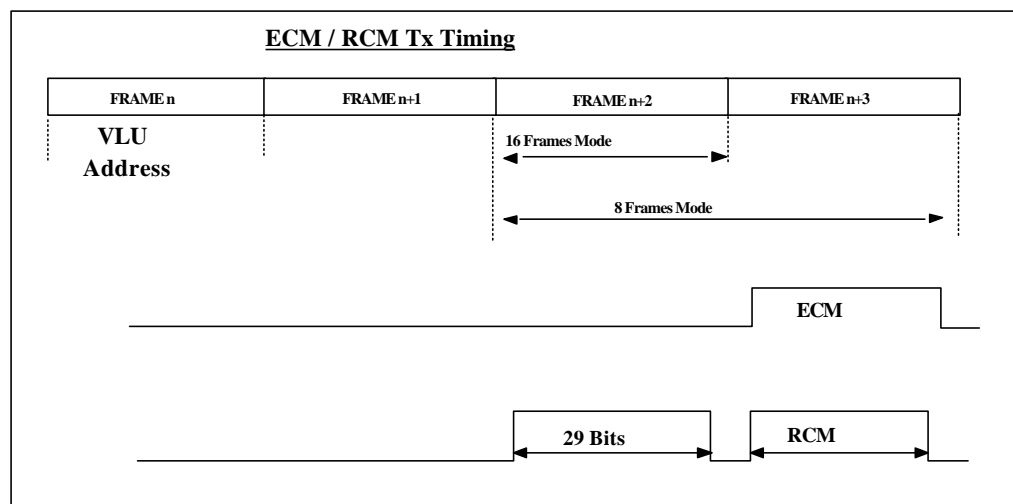 ECM / RCM Tx Timing
FRAME n FRAME n+1 FRAME n+2 FRAME n+3
VLU
Address
16 Frames Mode
8 Frames Mode
ECM
29 Bits RCM